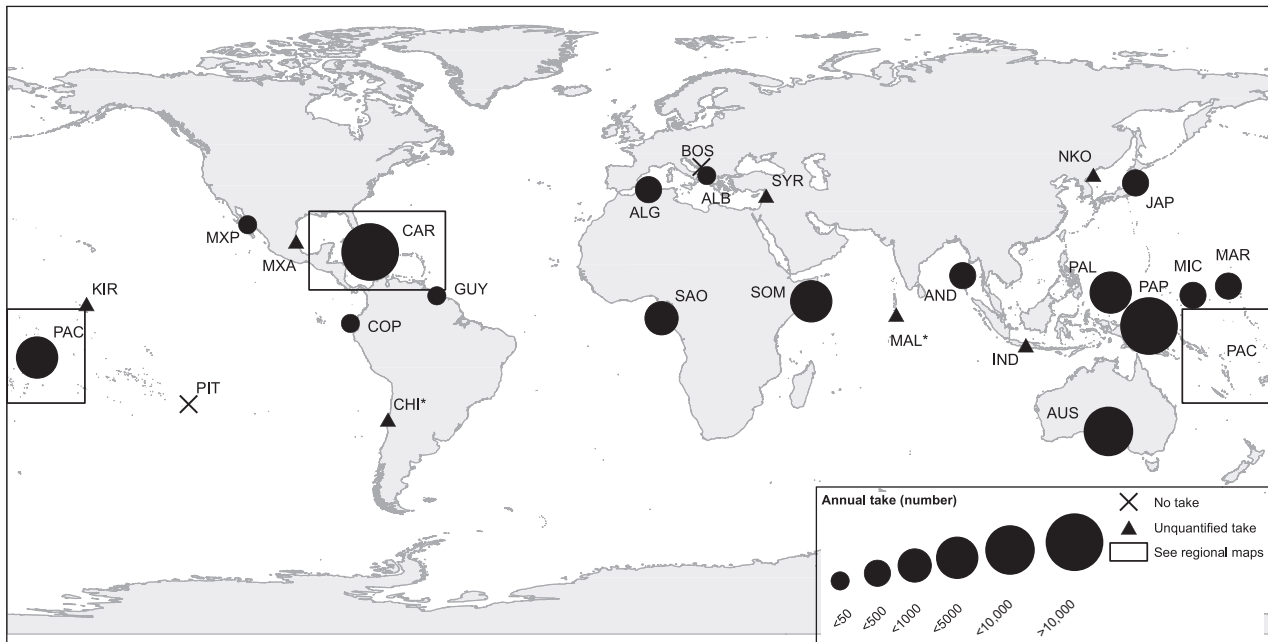 BOS
NKO
SYR
ALB
ALG
JAP
MXP
CAR
MXA
MAR
MIC
PAL
PAP
KIR
GUY
SAO
SOM
AND
PAC
COP
MAL*
IND
PAC
PIT
CHI*
AUS
Annual take (number)
No take
Unquantified take
See regional maps
<50
<500
<1000
<5000
<10,000
>10,000